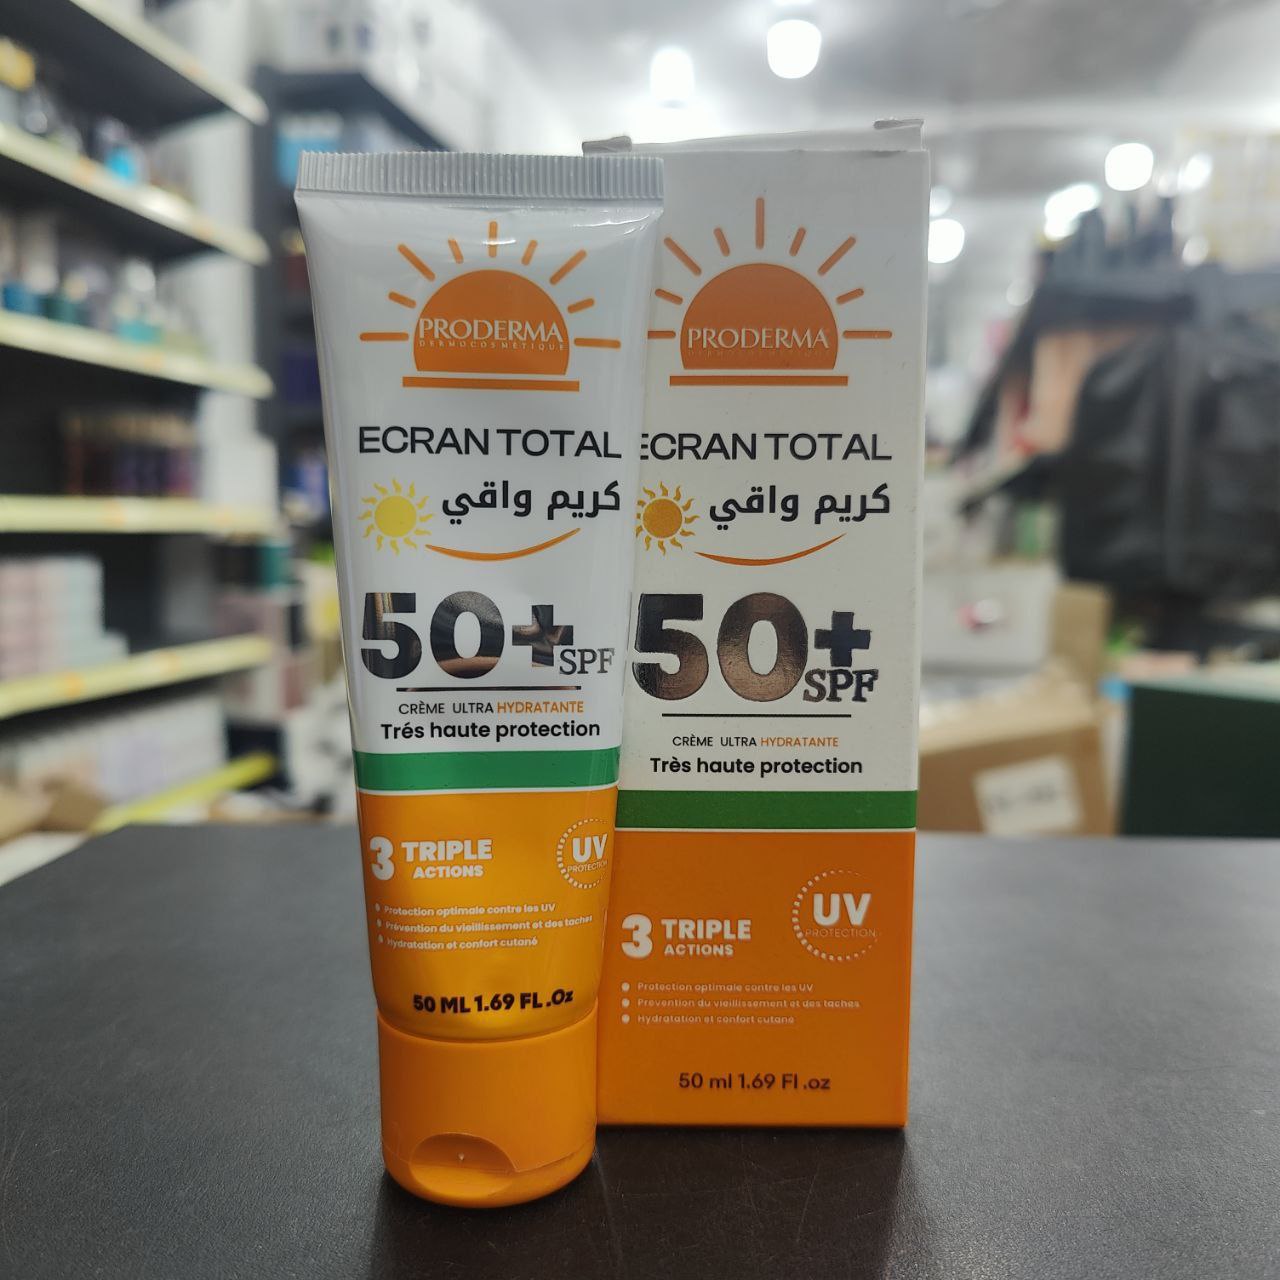 PRODERMA
DERMOCOSMÉTIQUE
ECRAN TOTAL
كريم واقي
50+ SPF
CRÈME ULTRA HYDRATANTE
Trés haute protection
3 TRIPLE
ACTIONS
UV
PROTECTION
Protection optimale contre les UV
Prévention du vieillissement et des taches
Hydratation et confort cutané
50 ML 1.69 FL .Oz
PRODERMA
DERMOCOSMÉTIQUE
ECRAN TOTAL
كريم واقي
50+ SPF
CRÈME ULTRA HYDRATANTE
Très haute protection
3 TRIPLE
ACTIONS
UV
PROTECTION
Protection optimale contre les UV
Prévention du vieillissement et des taches
Hydratation et confort cutané
50 ml 1.69 Fl .oz